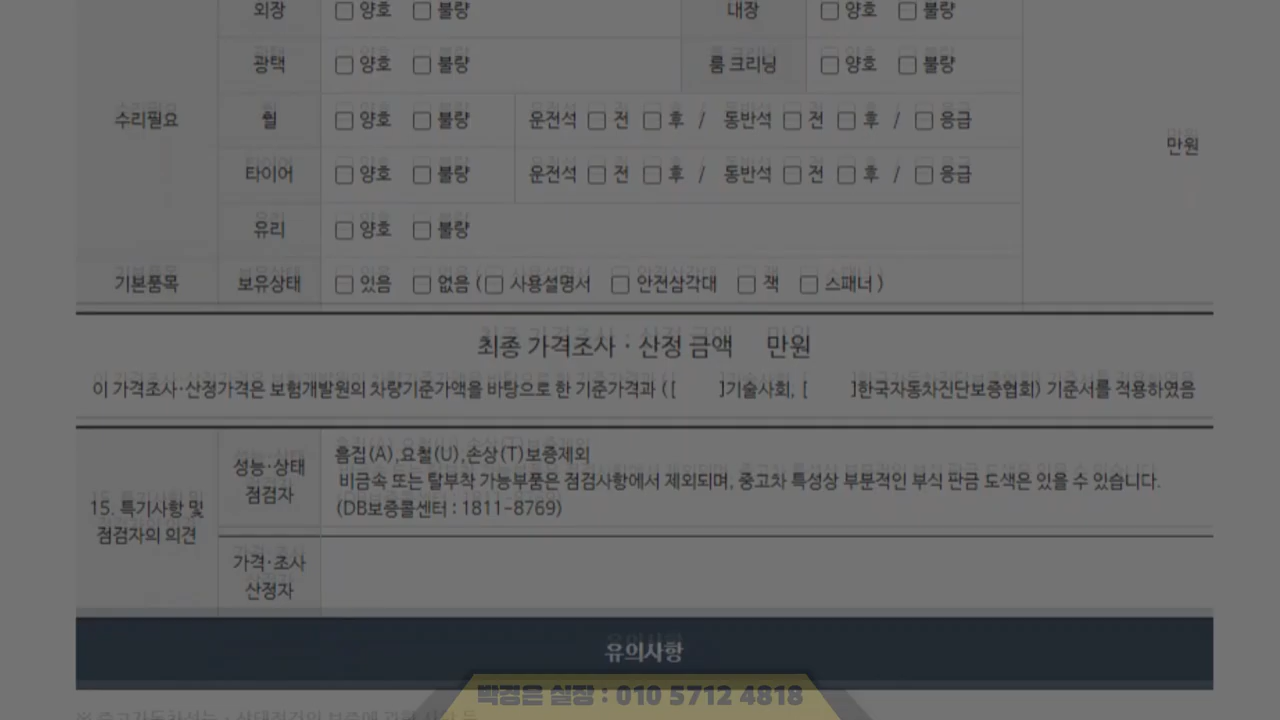 외장 □ 양호 □ 불량 내장 □ 양호 □ 불량
광택 □ 양호 □ 불량 룸 크리닝 □ 양호 □ 불량
수리필요 휠 □ 양호 □ 불량 운전석 □ 전 □ 후 / 동반석 □ 전 □ 후 / □ 응급
만원
타이어 □ 양호 □ 불량 운전석 □ 전 □ 후 / 동반석 □ 전 □ 후 / □ 응급
유리 □ 양호 □ 불량
기본품목 보유상태 □ 있음 □ 없음 (□ 사용설명서 □ 안전삼각대 □ 잭 □ 스패너 )
최종 가격조사 · 산정 금액 만원
이 가격조사·산정가격은 보험개발원의 차량기준가액을 바탕으로 한 기준가격과 ([ ]기술사회, [ ]한국자동차진단보증협회) 기준서를 적용하였음
15. 특기사항 및
점검자의 의견
성능·상태
점검자
흠집(A),요철(U),손상(T)보증제외
비금속 또는 탈부착 가능부품은 점검사항에서 제외되며, 중고차 특성상 부분적인 부식 판금 도색은 있을 수 있습니다.
(DB보증콜센터 : 1811-8769)
가격·조사
산정자
유의사항
박경은 실장 : 010 5712 4818